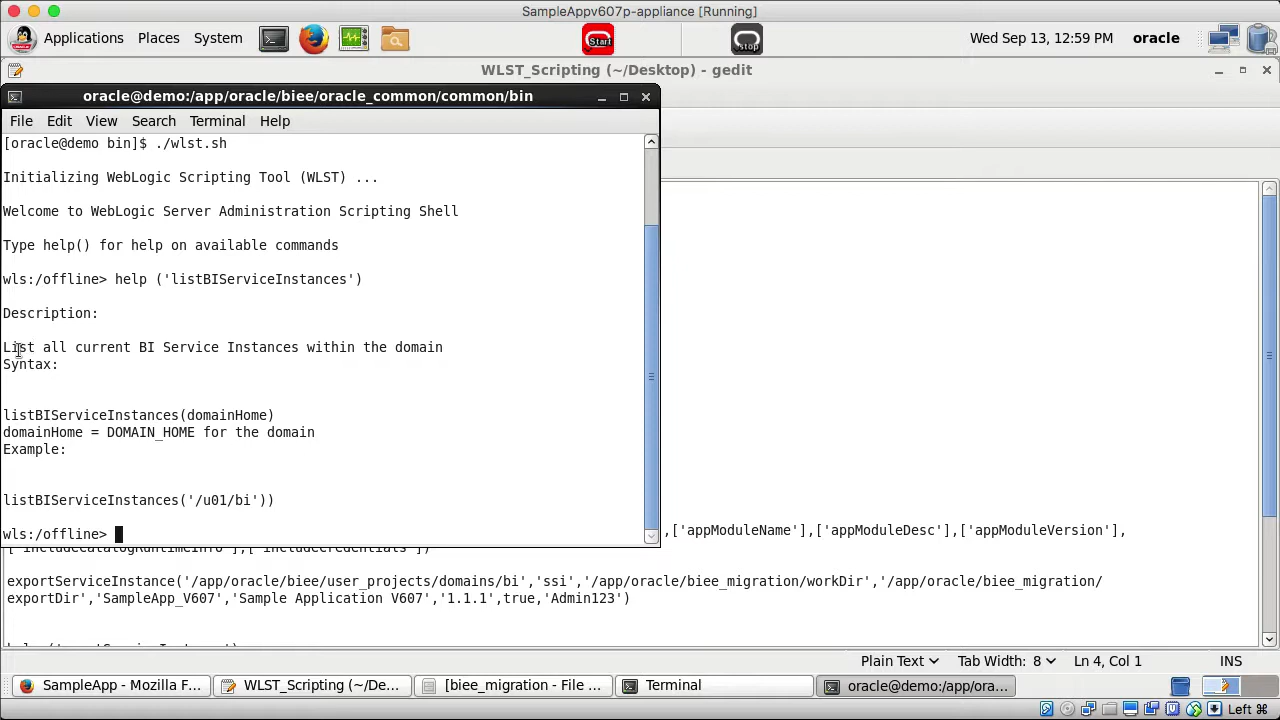 SampleAppv607p-appliance [Running]
Applications Places System Start stop Wed Sep 13, 12:59 PM oracle
WLST_Scripting (~/Desktop) - gedit
oracle@demo:/app/oracle/biee/oracle_common/common/bin
File Edit View Search Terminal Help
[oracle@demo bin]$ ./wlst.sh
Initializing WebLogic Scripting Tool (WLST) ...
Welcome to WebLogic Server Administration Scripting Shell
Type help() for help on available commands
wls:/offline> help ('listBIServiceInstances')
Description:
List all current BI Service Instances within the domain
Syntax:
listBIServiceInstances(domainHome)
domainHome = DOMAIN_HOME for the domain
Example:
listBIServiceInstances('/u01/bi'))
wls:/offline>
,['appModuleName'],['appModuleDesc'],['appModuleVersion'],
['includeCatalogRuntimeInfo'],['includeCredentials'])
exportServiceInstance('/app/oracle/biee/user_projects/domains/bi','ssi','/app/oracle/biee_migration/workDir','/app/oracle/biee_migration/
exportDir','SampleApp_V607','Sample Application V607','1.1.1',true,'Admin123')
Plain Text Tab Width: 8 Ln 4, Col 1 INS
SampleApp - Mozilla F... WLST_Scripting (~/De... [biee_migration - File ... Terminal oracle@demo:/app/ora...
Left ⌘